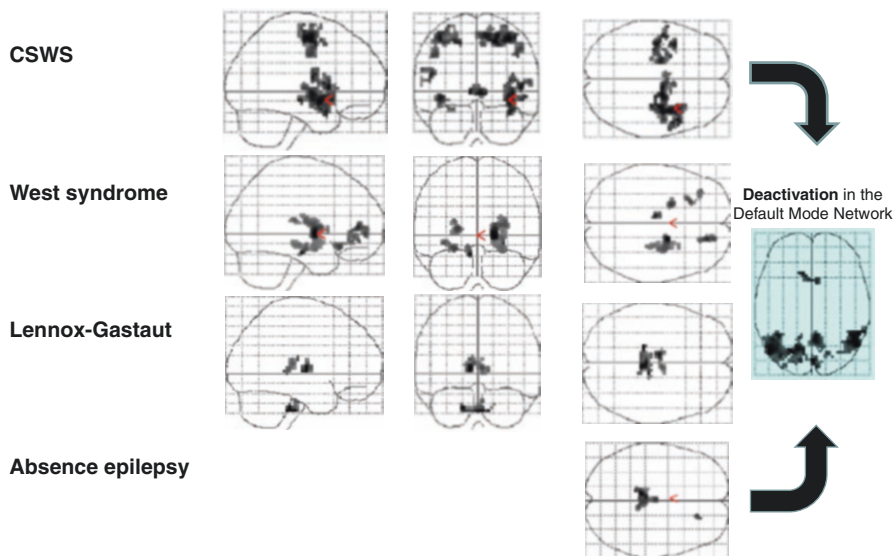 CSWS
West syndrome
Deactivation in the
Default Mode Network
Lennox-Gastaut
Absence epilepsy